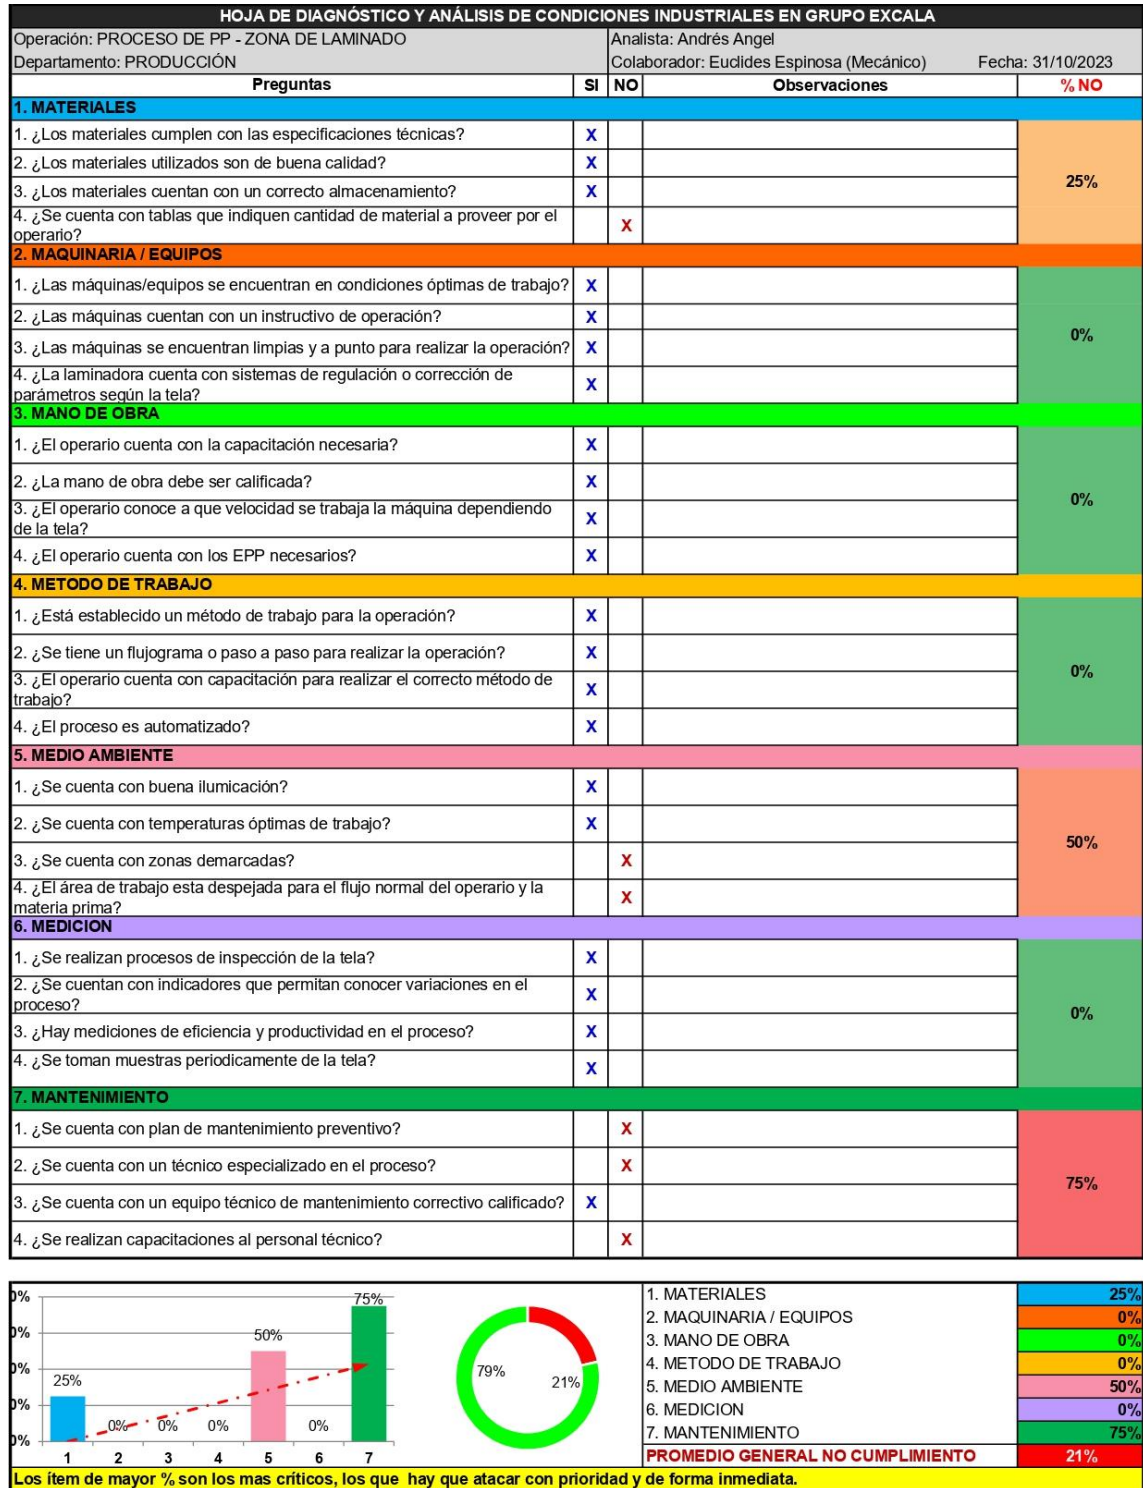 HOJA DE DIAGNÓSTICO Y ANÁLISIS DE CONDICIONES INDUSTRIALES EN GRUPO EXCALA
Operación: PROCESO DE PP - ZONA DE LAMINADO Analista: Andrés Angel
Departamento: PRODUCCIÓN Colaborador: Euclides Espinosa (Mecánico) Fecha: 31/10/2023
Preguntas SI NO Observaciones % NO
1. MATERIALES
1. ¿Los materiales cumplen con las especificaciones técnicas? X
2. ¿Los materiales utilizados son de buena calidad? X
3. ¿Los materiales cuentan con un correcto almacenamiento? X
25%
4. ¿Se cuenta con tablas que indiquen cantidad de material a proveer por el
operario? X
2. MAQUINARIA / EQUIPOS
1. ¿Las máquinas/equipos se encuentran en condiciones óptimas de trabajo? X
2. ¿Las máquinas cuentan con un instructivo de operación? X
0%
3. ¿Las máquinas se encuentran limpias y a punto para realizar la operación? X
4. ¿La laminadora cuenta con sistemas de regulación o corrección de
parámetros según la tela? X
3. MANO DE OBRA
1. ¿El operario cuenta con la capacitación necesaria? X
2. ¿La mano de obra debe ser calificada? X
0%
3. ¿El operario conoce a que velocidad se trabaja la máquina dependiendo
de la tela? X
4. ¿El operario cuenta con los EPP necesarios? X
4. METODO DE TRABAJO
1. ¿Está establecido un método de trabajo para la operación? X
2. ¿Se tiene un flujograma o paso a paso para realizar la operación? X
0%
3. ¿El operario cuenta con capacitación para realizar el correcto método de
trabajo? X
4. ¿El proceso es automatizado? X
5. MEDIO AMBIENTE
1. ¿Se cuenta con buena ilumicación? X
2. ¿Se cuenta con temperaturas óptimas de trabajo? X
50%
3. ¿Se cuenta con zonas demarcadas? X
4. ¿El área de trabajo esta despejada para el flujo normal del operario y la
materia prima? X
6. MEDICION
1. ¿Se realizan procesos de inspección de la tela? X
2. ¿Se cuentan con indicadores que permitan conocer variaciones en el
proceso? X
0%
3. ¿Hay mediciones de eficiencia y productividad en el proceso? X
4. ¿Se toman muestras periodicamente de la tela? X
7. MANTENIMIENTO
1. ¿Se cuenta con plan de mantenimiento preventivo? X
2. ¿Se cuenta con un técnico especializado en el proceso? X
75%
3. ¿Se cuenta con un equipo técnico de mantenimiento correctivo calificado? X
4. ¿Se realizan capacitaciones al personal técnico? X
0%
0%
0%
0%
0%
25% 0% 0% 0% 50% 0% 75%
1 2 3 4 5 6 7
79% 21%
1. MATERIALES 25%
2. MAQUINARIA / EQUIPOS 0%
3. MANO DE OBRA 0%
4. METODO DE TRABAJO 0%
5. MEDIO AMBIENTE 50%
6. MEDICION 0%
7. MANTENIMIENTO 75%
PROMEDIO GENERAL NO CUMPLIMIENTO 21%
Los ítem de mayor % son los mas críticos, los que hay que atacar con prioridad y de forma inmediata.